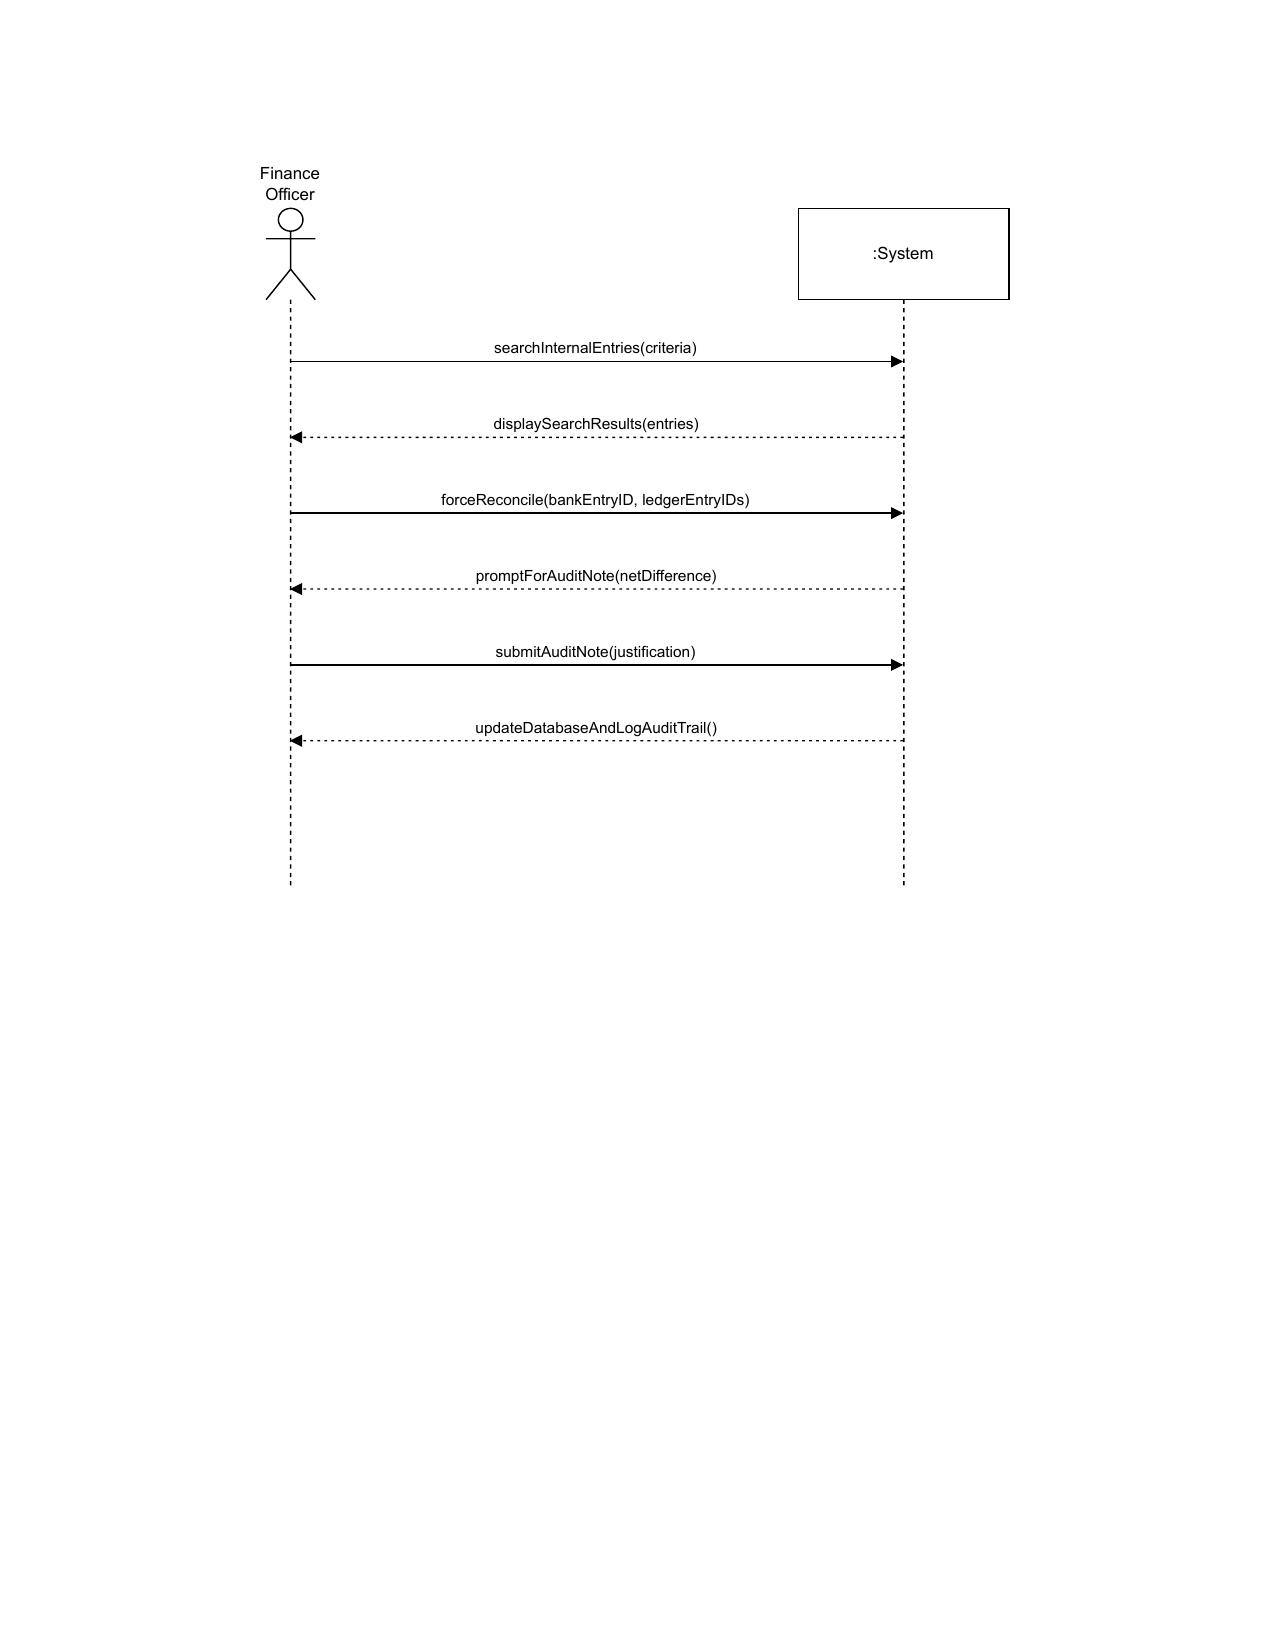 Finance
Officer
:System
searchInternalEntries(criteria)
displaySearchResults(entries)
forceReconcile(bankEntryID, ledgerEntryIDs)
promptForAuditNote(netDifference)
submitAuditNote(justification)
updateDatabaseAndLogAuditTrail()